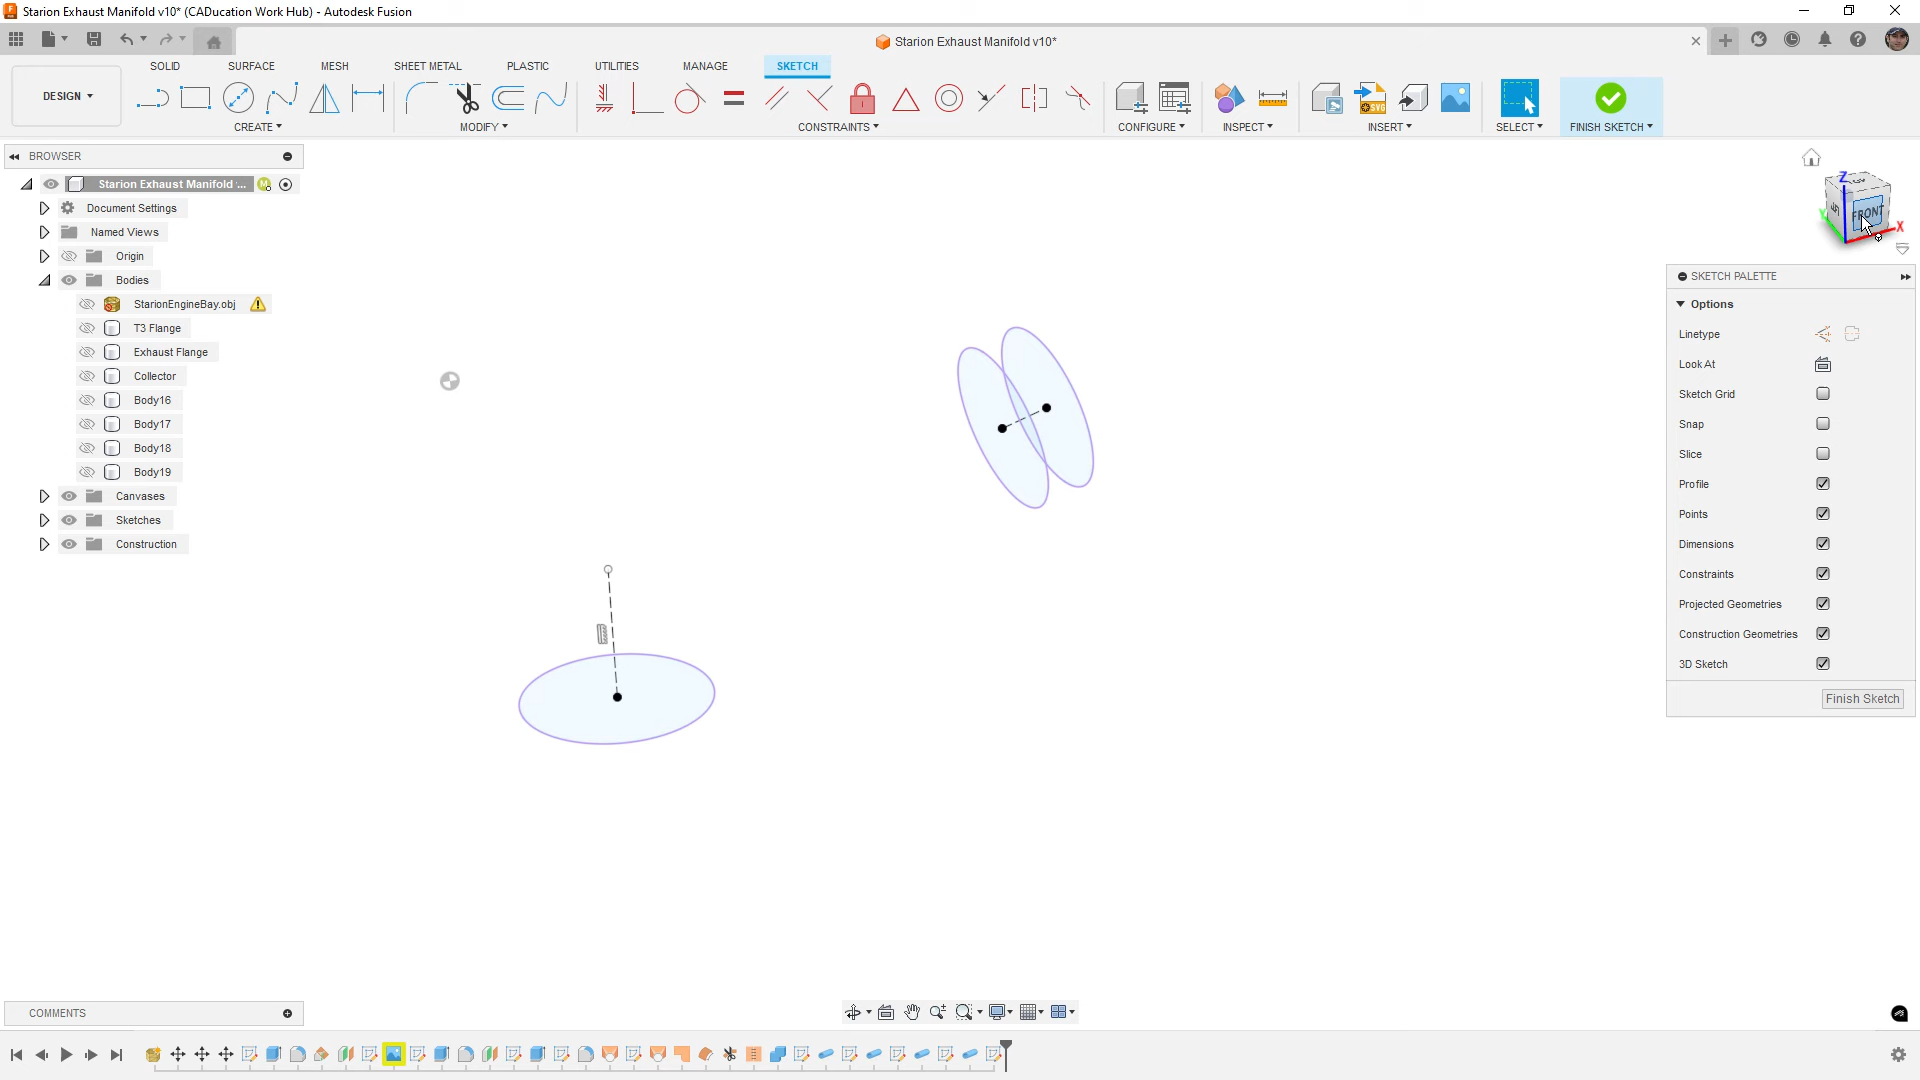 Starion Exhaust Manifold v10* (CADucation Work Hub) - Autodesk Fusion
Starion Exhaust Manifold v10*
SOLID SURFACE MESH SHEET METAL PLASTIC UTILITIES MANAGE SKETCH
DESIGN
CREATE MODIFY CONSTRAINTS CONFIGURE INSPECT INSERT SELECT FINISH SKETCH
BROWSER
Starion Exhaust Manifold ...
Document Settings
Named Views
Origin
Bodies
StarionEngineBay.obj
T3 Flange
Exhaust Flange
Collector
Body16
Body17
Body18
Body19
Canvases
Sketches
Construction
Z
TOP
FRONT
X
Y
SKETCH PALETTE
Options
Linetype
Look At
Sketch Grid
Snap
Slice
Profile
Points
Dimensions
Constraints
Projected Geometries
Construction Geometries
3D Sketch
Finish Sketch
COMMENTS